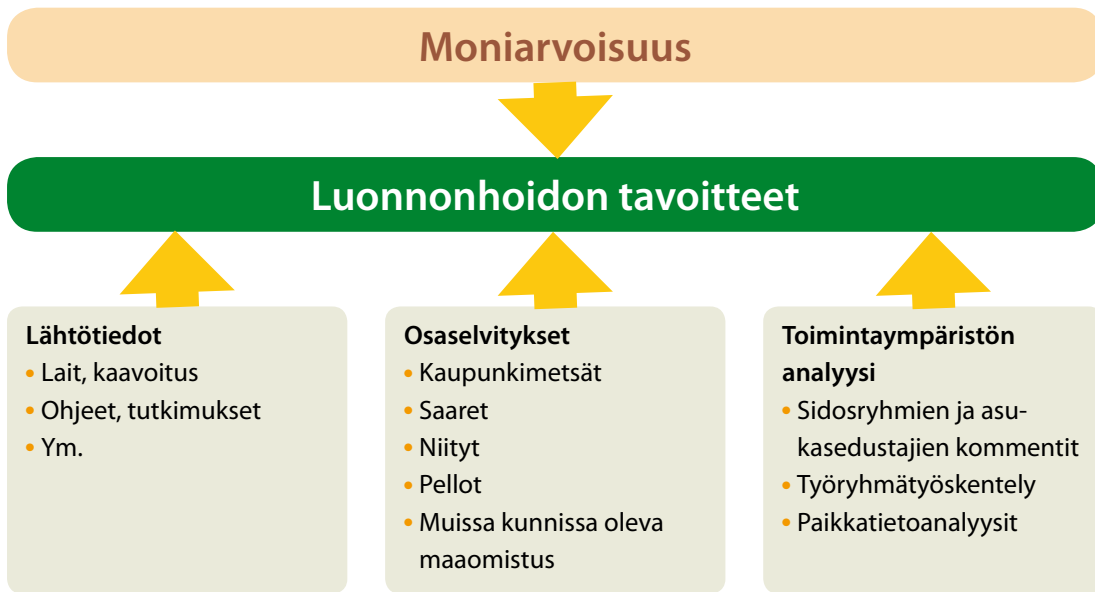 Moniarvoisuus
Luonnonhoidon tavoitteet
Lähtötiedot
• Lait, kaavoitus
• Ohjeet, tutkimukset
• Ym.
Osaselvitykset
• Kaupunkimetsät
• Saaret
• Niityt
• Pellot
• Muissa kunnissa oleva
maaomistus
Toimintaympäristön
analyysi
• Sidosryhmien ja asu-
kasedustajien kommentit
• Työryhmätyöskentely
• Paikkatietoanalyysit